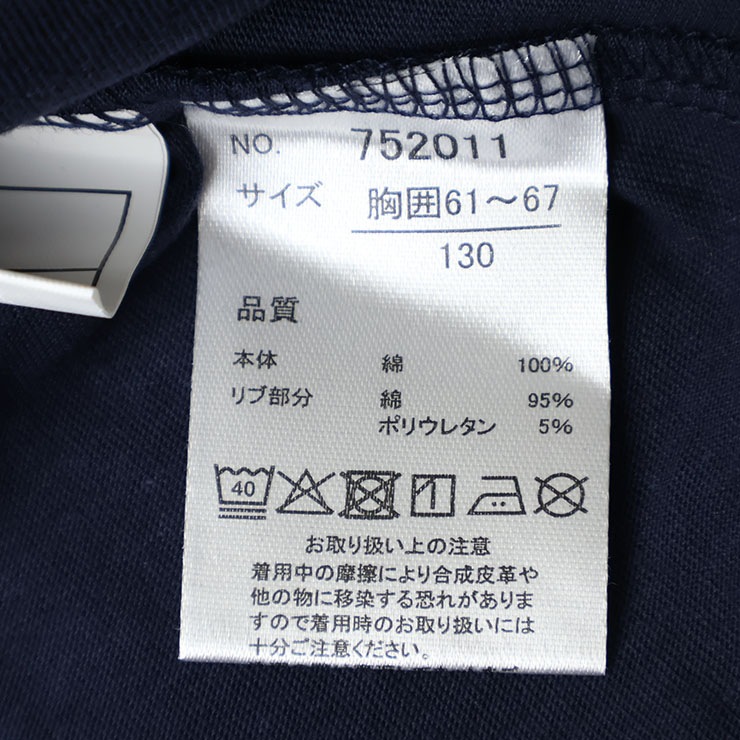 NO. 752011
サイズ 胸囲61～67
130
品質
本体 綿 100%
リブ部分 綿 95%
ポリウレタン 5%
40
お取り扱い上の注意
着用中の摩擦により合成皮革や
他の物に移染する恐れがありま
すので着用時のお取り扱いには
十分ご注意ください。